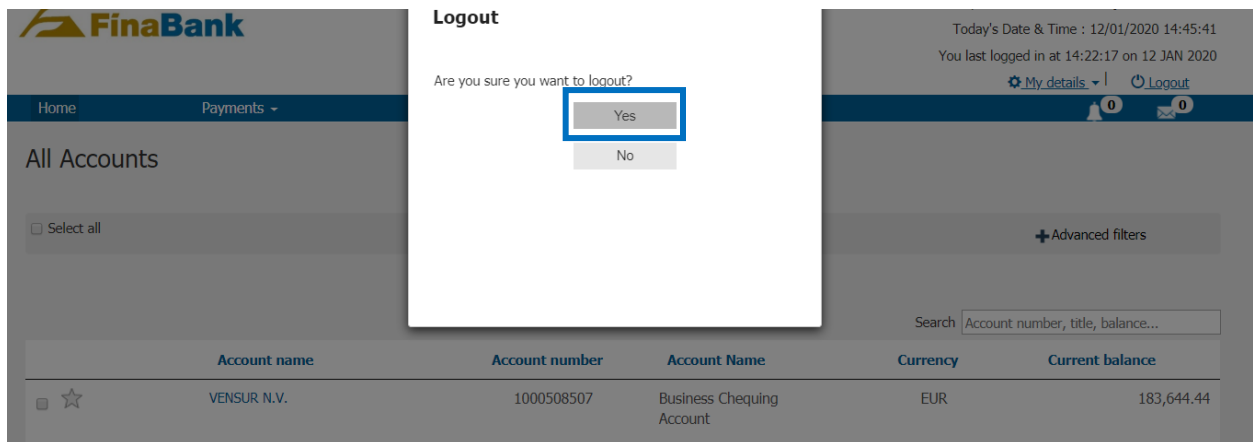 FinaBank
Logout
Today's Date & Time : 12/01/2020 14:45:41
You last logged in at 14:22:17 on 12 JAN 2020
Are you sure you want to logout?
My details
Logout
Yes
Home
Payments
0
0
No
All Accounts
Select all
Advanced filters
Search
Account number, title, balance...
Account name
Account number
Account Name
Currency
Current balance
VENSUR N.V.
1000508507
Business Chequing
Account
EUR
183,644.44